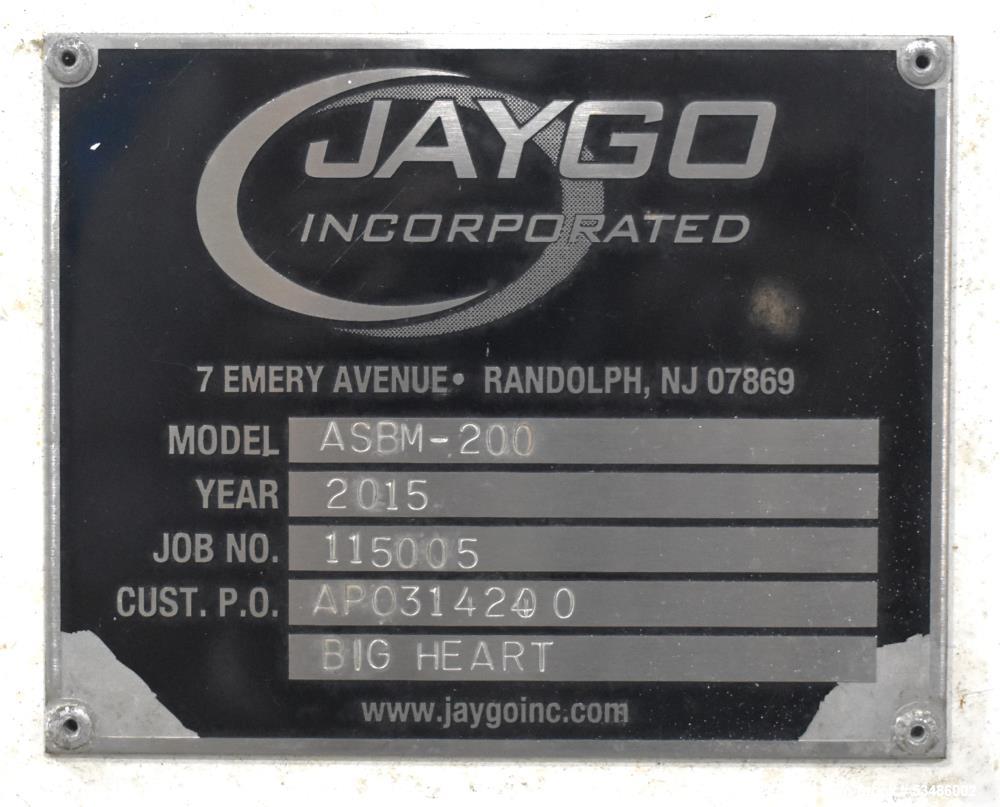 JAYGO
INCORPORATED
7 EMERY AVENUE• RANDOLPH, NJ 07869
MODEL ASBM-200
YEAR 2015
JOB NO. 115005
CUST. P.O.
BIG HEART
www.jaygoinc.com
53486002